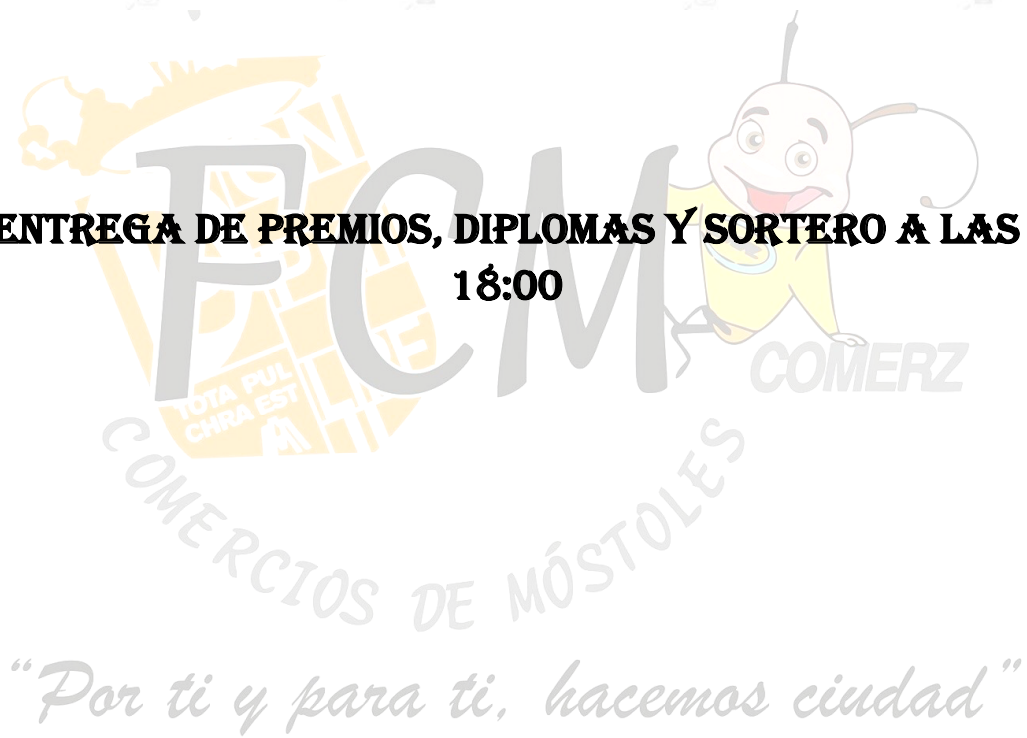 ENTREGA DE PREMIOS, DIPLOMAS Y SORTERO A LAS
18:00
FCM
TOTA PUL
CHRA EST
COMERZ
COMERCIOS DE MÓSTOLES
“Por ti y para ti, hacemos ciudad”